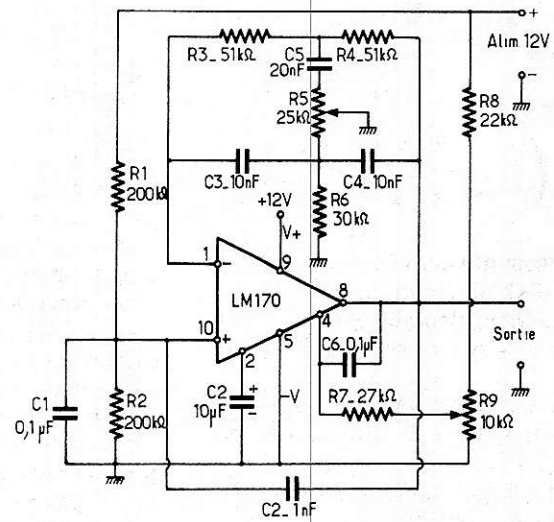 +
Alim. 12V
-
R3_51kΩ
R4_51kΩ
C5
20nF
R5
25kΩ
R8
22kΩ
R1
200kΩ
C3_10nF
C4_10nF
R6
30kΩ
+12V
V+
1
-
9
LM170
8
10
+
2
5
4
C6_0,1µF
Sortie
C1
0,1µF
R2
200kΩ
C2
10µF
+
-
-V
R7_27kΩ
R9
10kΩ
C2_1nF